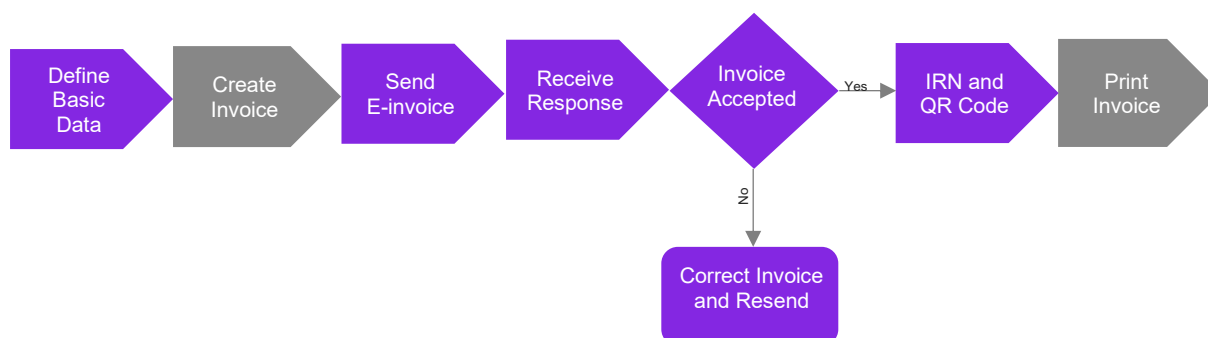 Define
Basic
Data
Create
Invoice
Send
E-invoice
Receive
Response
Invoice
Accepted
Yes
IRN and
QR Code
Print
Invoice
No
Correct Invoice
and Resend